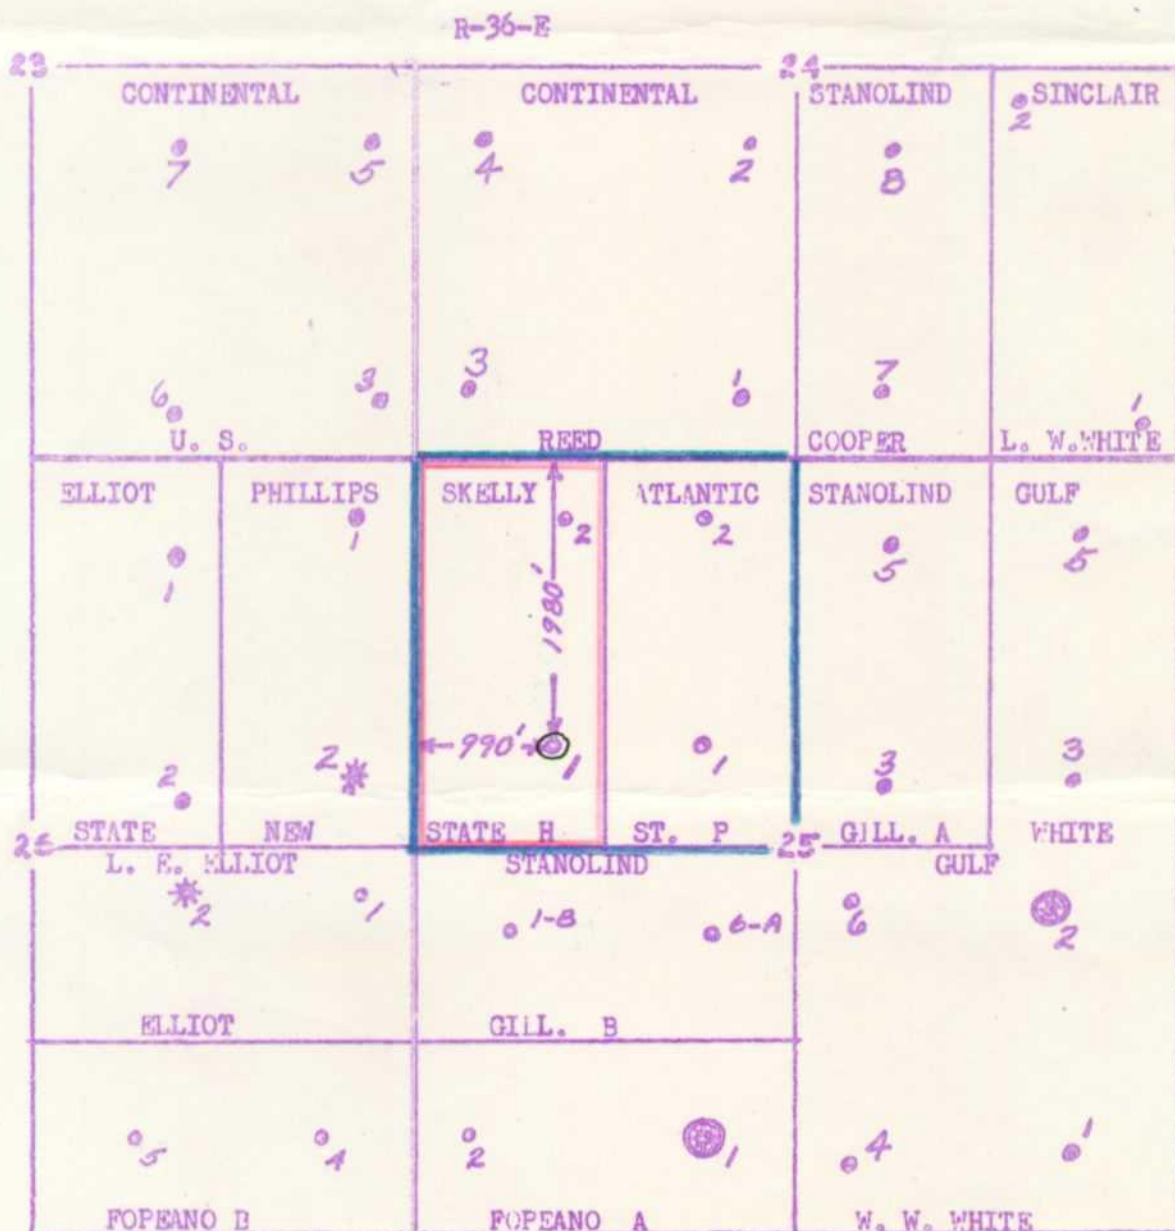 R-36-E
23 24
CONTINENTAL CONTINENTAL STANOLIND SINCLAIR
2
7 5 4 2 8
6 3 3 1 7 1
U. S. REED COOPER L. W. WHITE
ELLIOT PHILLIPS SKELLY ATLANTIC STANOLIND GULF
1 1 2 2 5 5
1980'
990'
2 2 1 1 3 3
STATE NEW STATE H ST. P GILL. A WHITE
26 25
L. E. ELLIOT STANOLIND GULF
2 1 1-B 6-A 6 2
ELLIOT GILL. B
5 4 2 1 4 1
FOPEANO B FOPEANO A W. W. WHITE